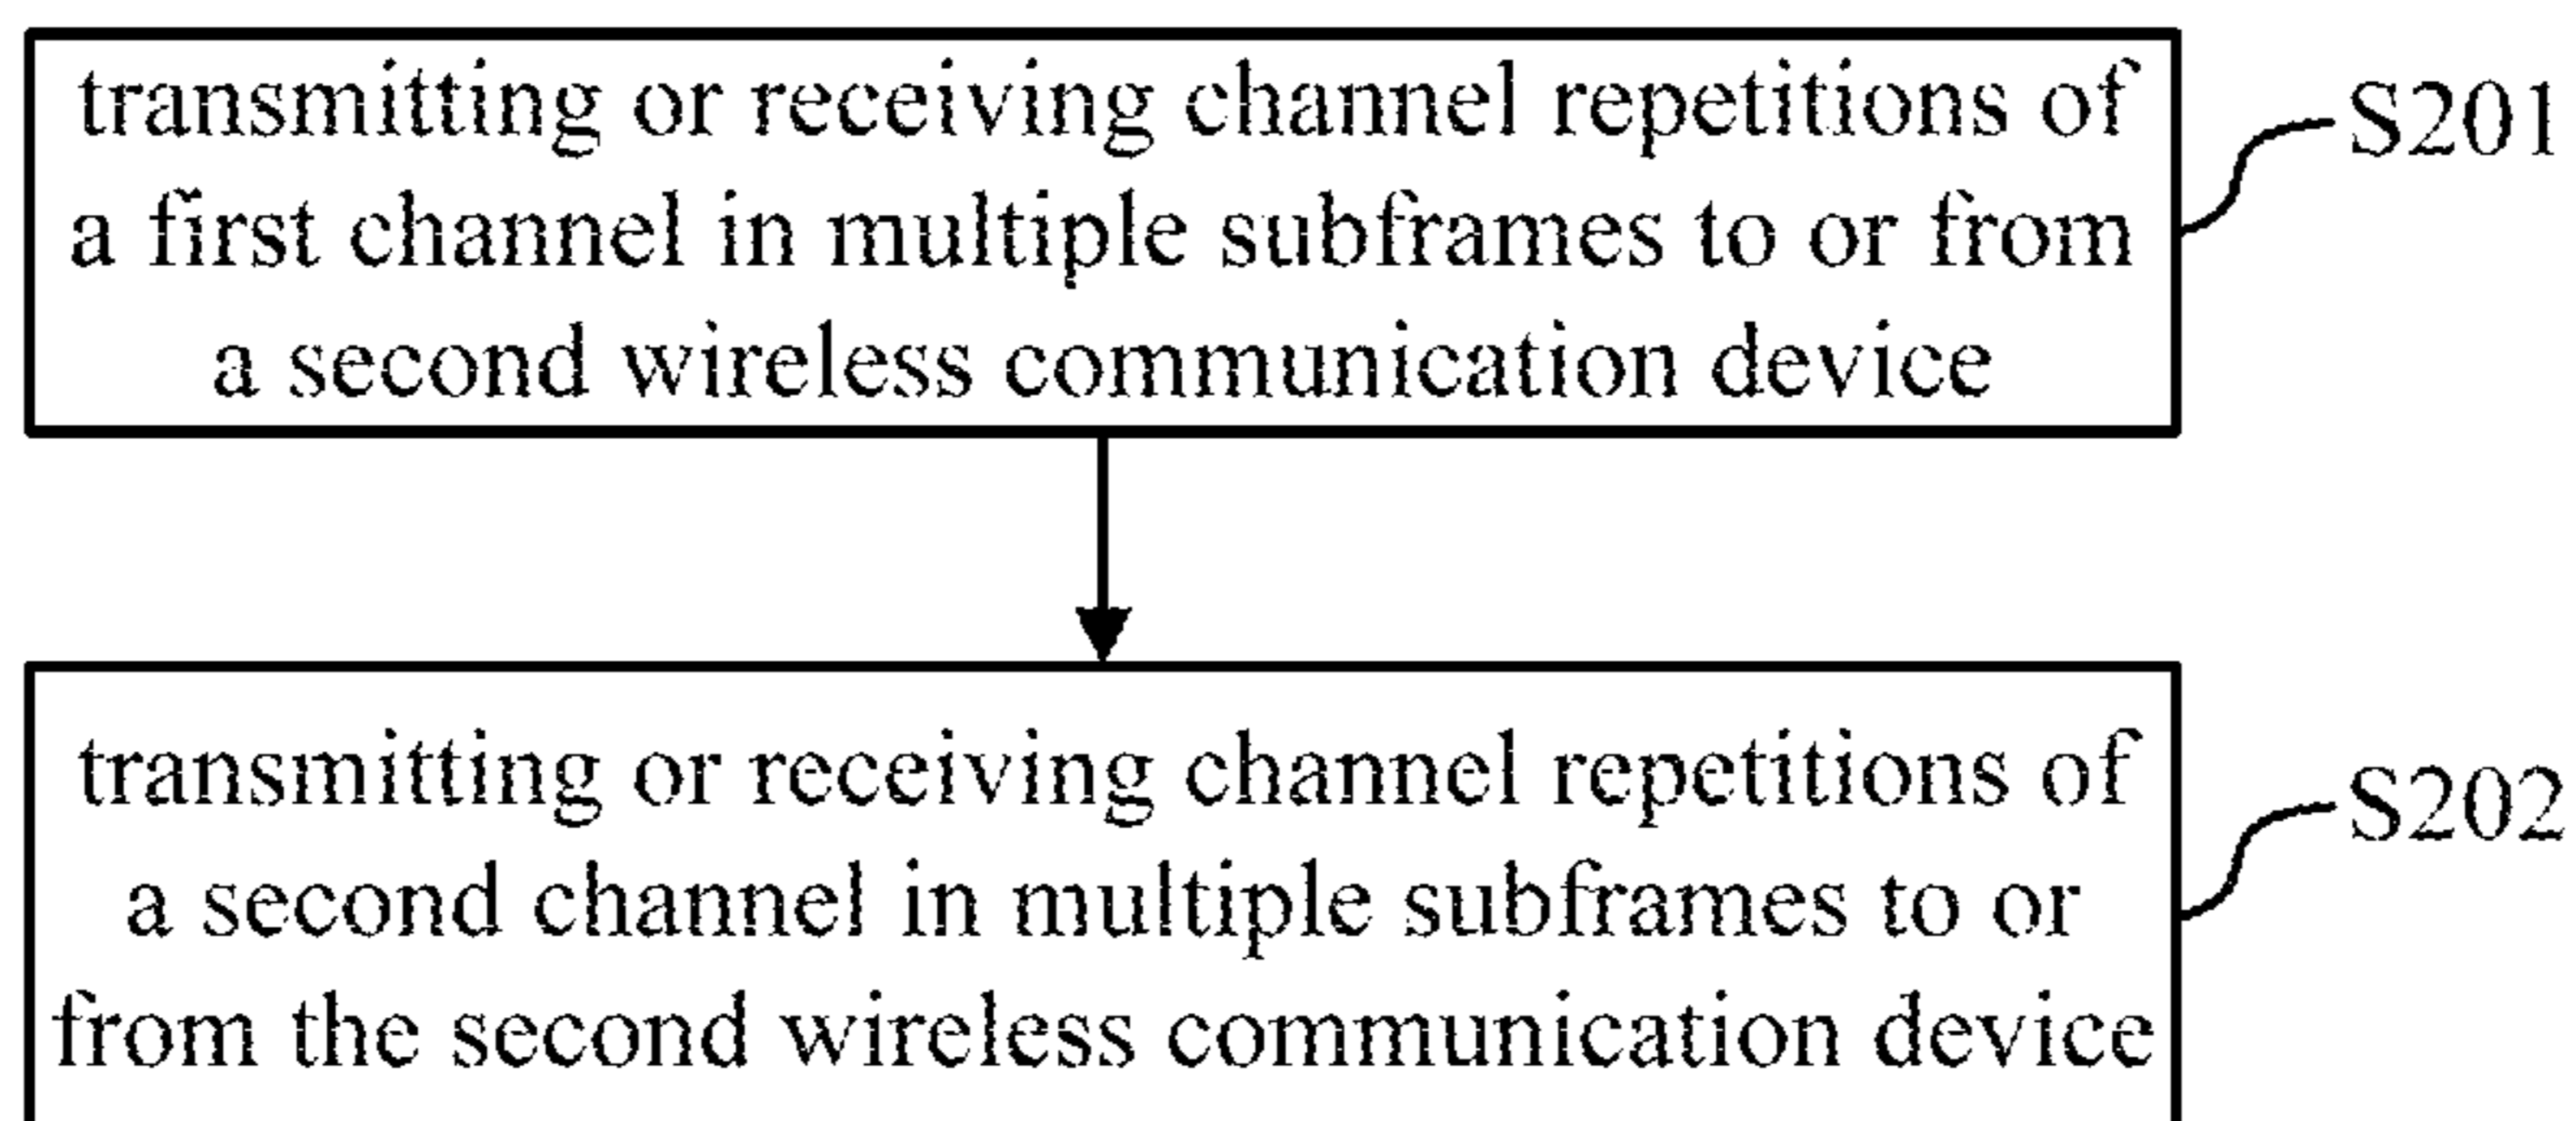 transmitting or receiving channel repetitions of
a first channel in multiple subframes to or from
a second wireless communication device
S201
transmitting or receiving channel repetitions of
a second channel in multiple subframes to or
from the second wireless communication device
S202